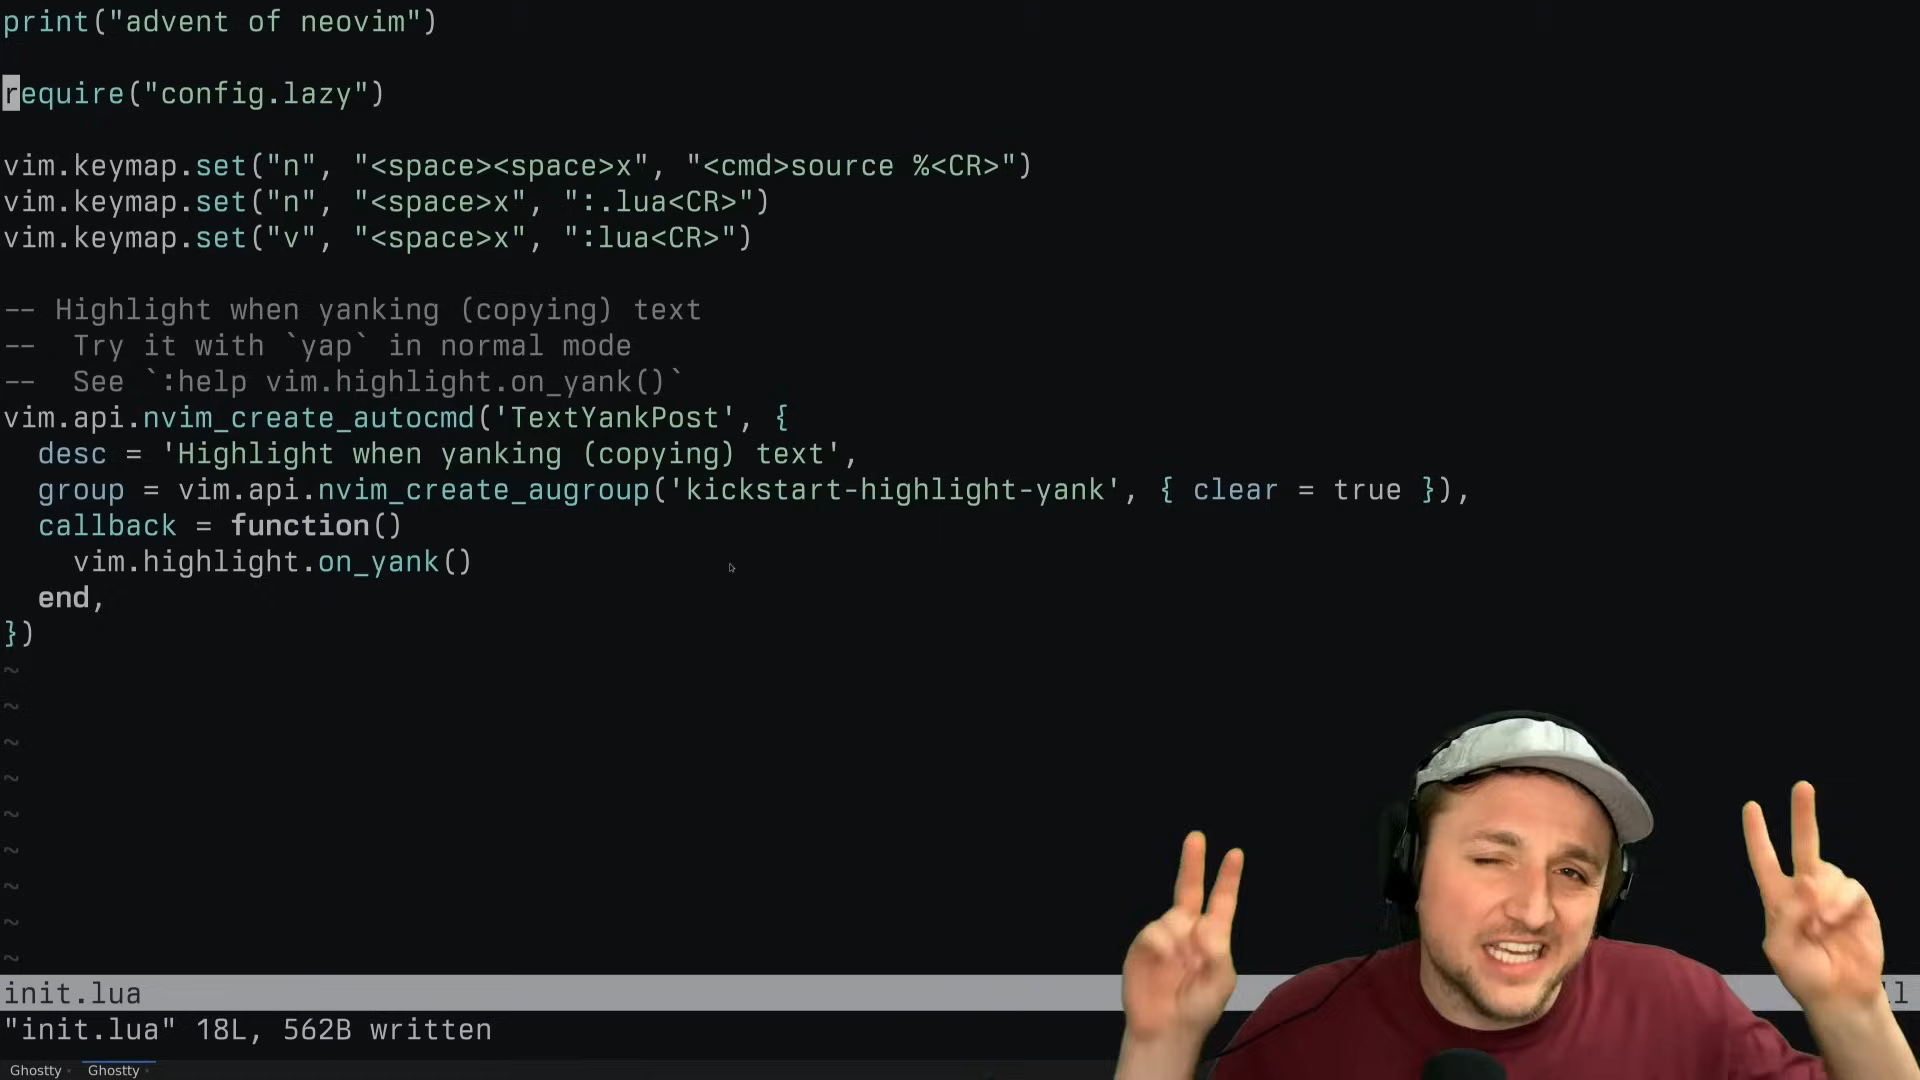 print("advent of neovim")
require("config.lazy")
vim.keymap.set("n", "<space><space>x", "<cmd>source %<CR>")
vim.keymap.set("n", "<space>x", ":.lua<CR>")
vim.keymap.set("v", "<space>x", ":lua<CR>")
-- Highlight when yanking (copying) text
--  Try it with `yap` in normal mode
--  See `:help vim.highlight.on_yank()`
vim.api.nvim_create_autocmd('TextYankPost', {
  desc = 'Highlight when yanking (copying) text',
  group = vim.api.nvim_create_augroup('kickstart-highlight-yank', { clear = true }),
  callback = function()
    vim.highlight.on_yank()
  end,
})
~
~
~
~
~
~
~
~
~
init.lua
"init.lua" 18L, 562B written
Ghostty Ghostty